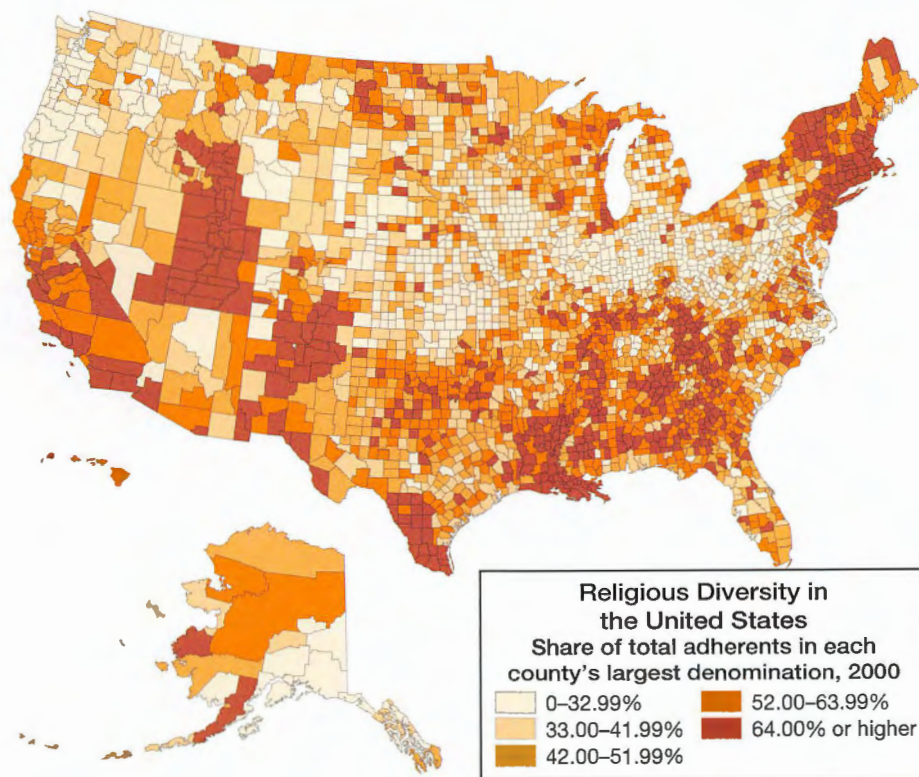 Religious Diversity in
the United States
Share of total adherents in each
county's largest denomination, 2000
0–32.99%
33.00–41.99%
42.00–51.99%
52.00–63.99%
64.00% or higher